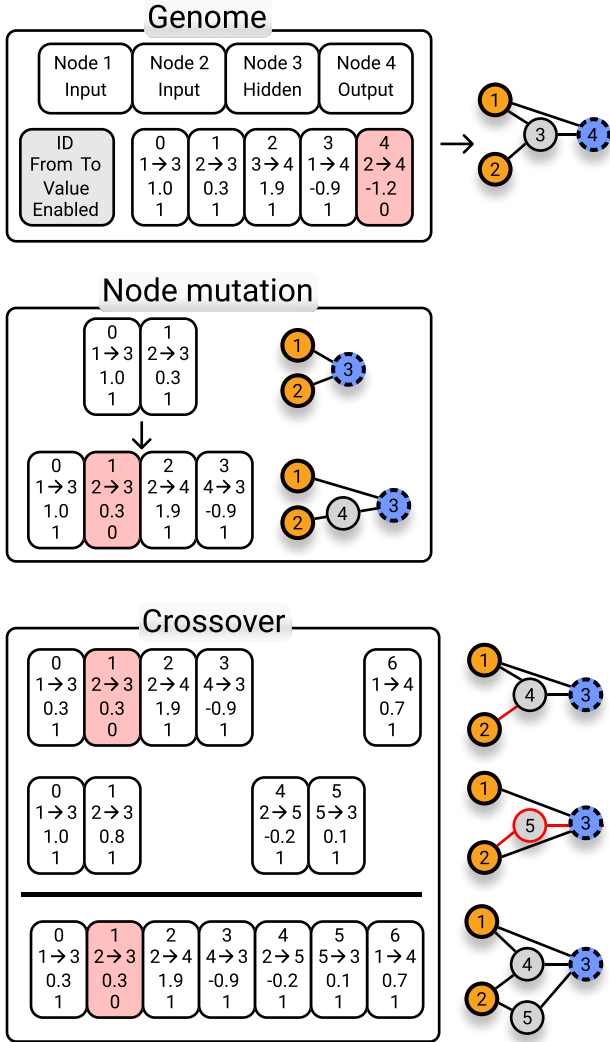 Genome
Node 1 Node 2 Node 3 Node 4
Input Input Hidden Output
ID 0 1 2 3 4
From To 1→3 2→3 3→4 1→4 2→4
Value 1.0 0.3 1.9 -0.9 -1.2
Enabled 1 1 1 1 0
1
3 4
2
Node mutation
0 1
1→3 2→3
1.0 0.3
1 1
1
3
2
0 1 2 3
1→3 2→3 2→4 4→3
1.0 0.3 1.9 -0.9
1 0 1 1
1
3
4
2
Crossover
0 1 2 3 6
1→3 2→3 2→4 4→3 1→4
0.3 0.3 1.9 -0.9 0.7
1 0 1 1 1
1
4 3
2
0 1 4 5
1→3 2→3 2→5 5→3
1.0 0.8 -0.2 0.1
1 1 1 1
1
5 3
2
0 1 2 3 4 5 6
1→3 2→3 2→4 4→3 2→5 5→3 1→4
0.3 0.3 1.9 -0.9 -0.2 0.1 0.7
1 0 1 1 1 1 1
1
4 3
2
5